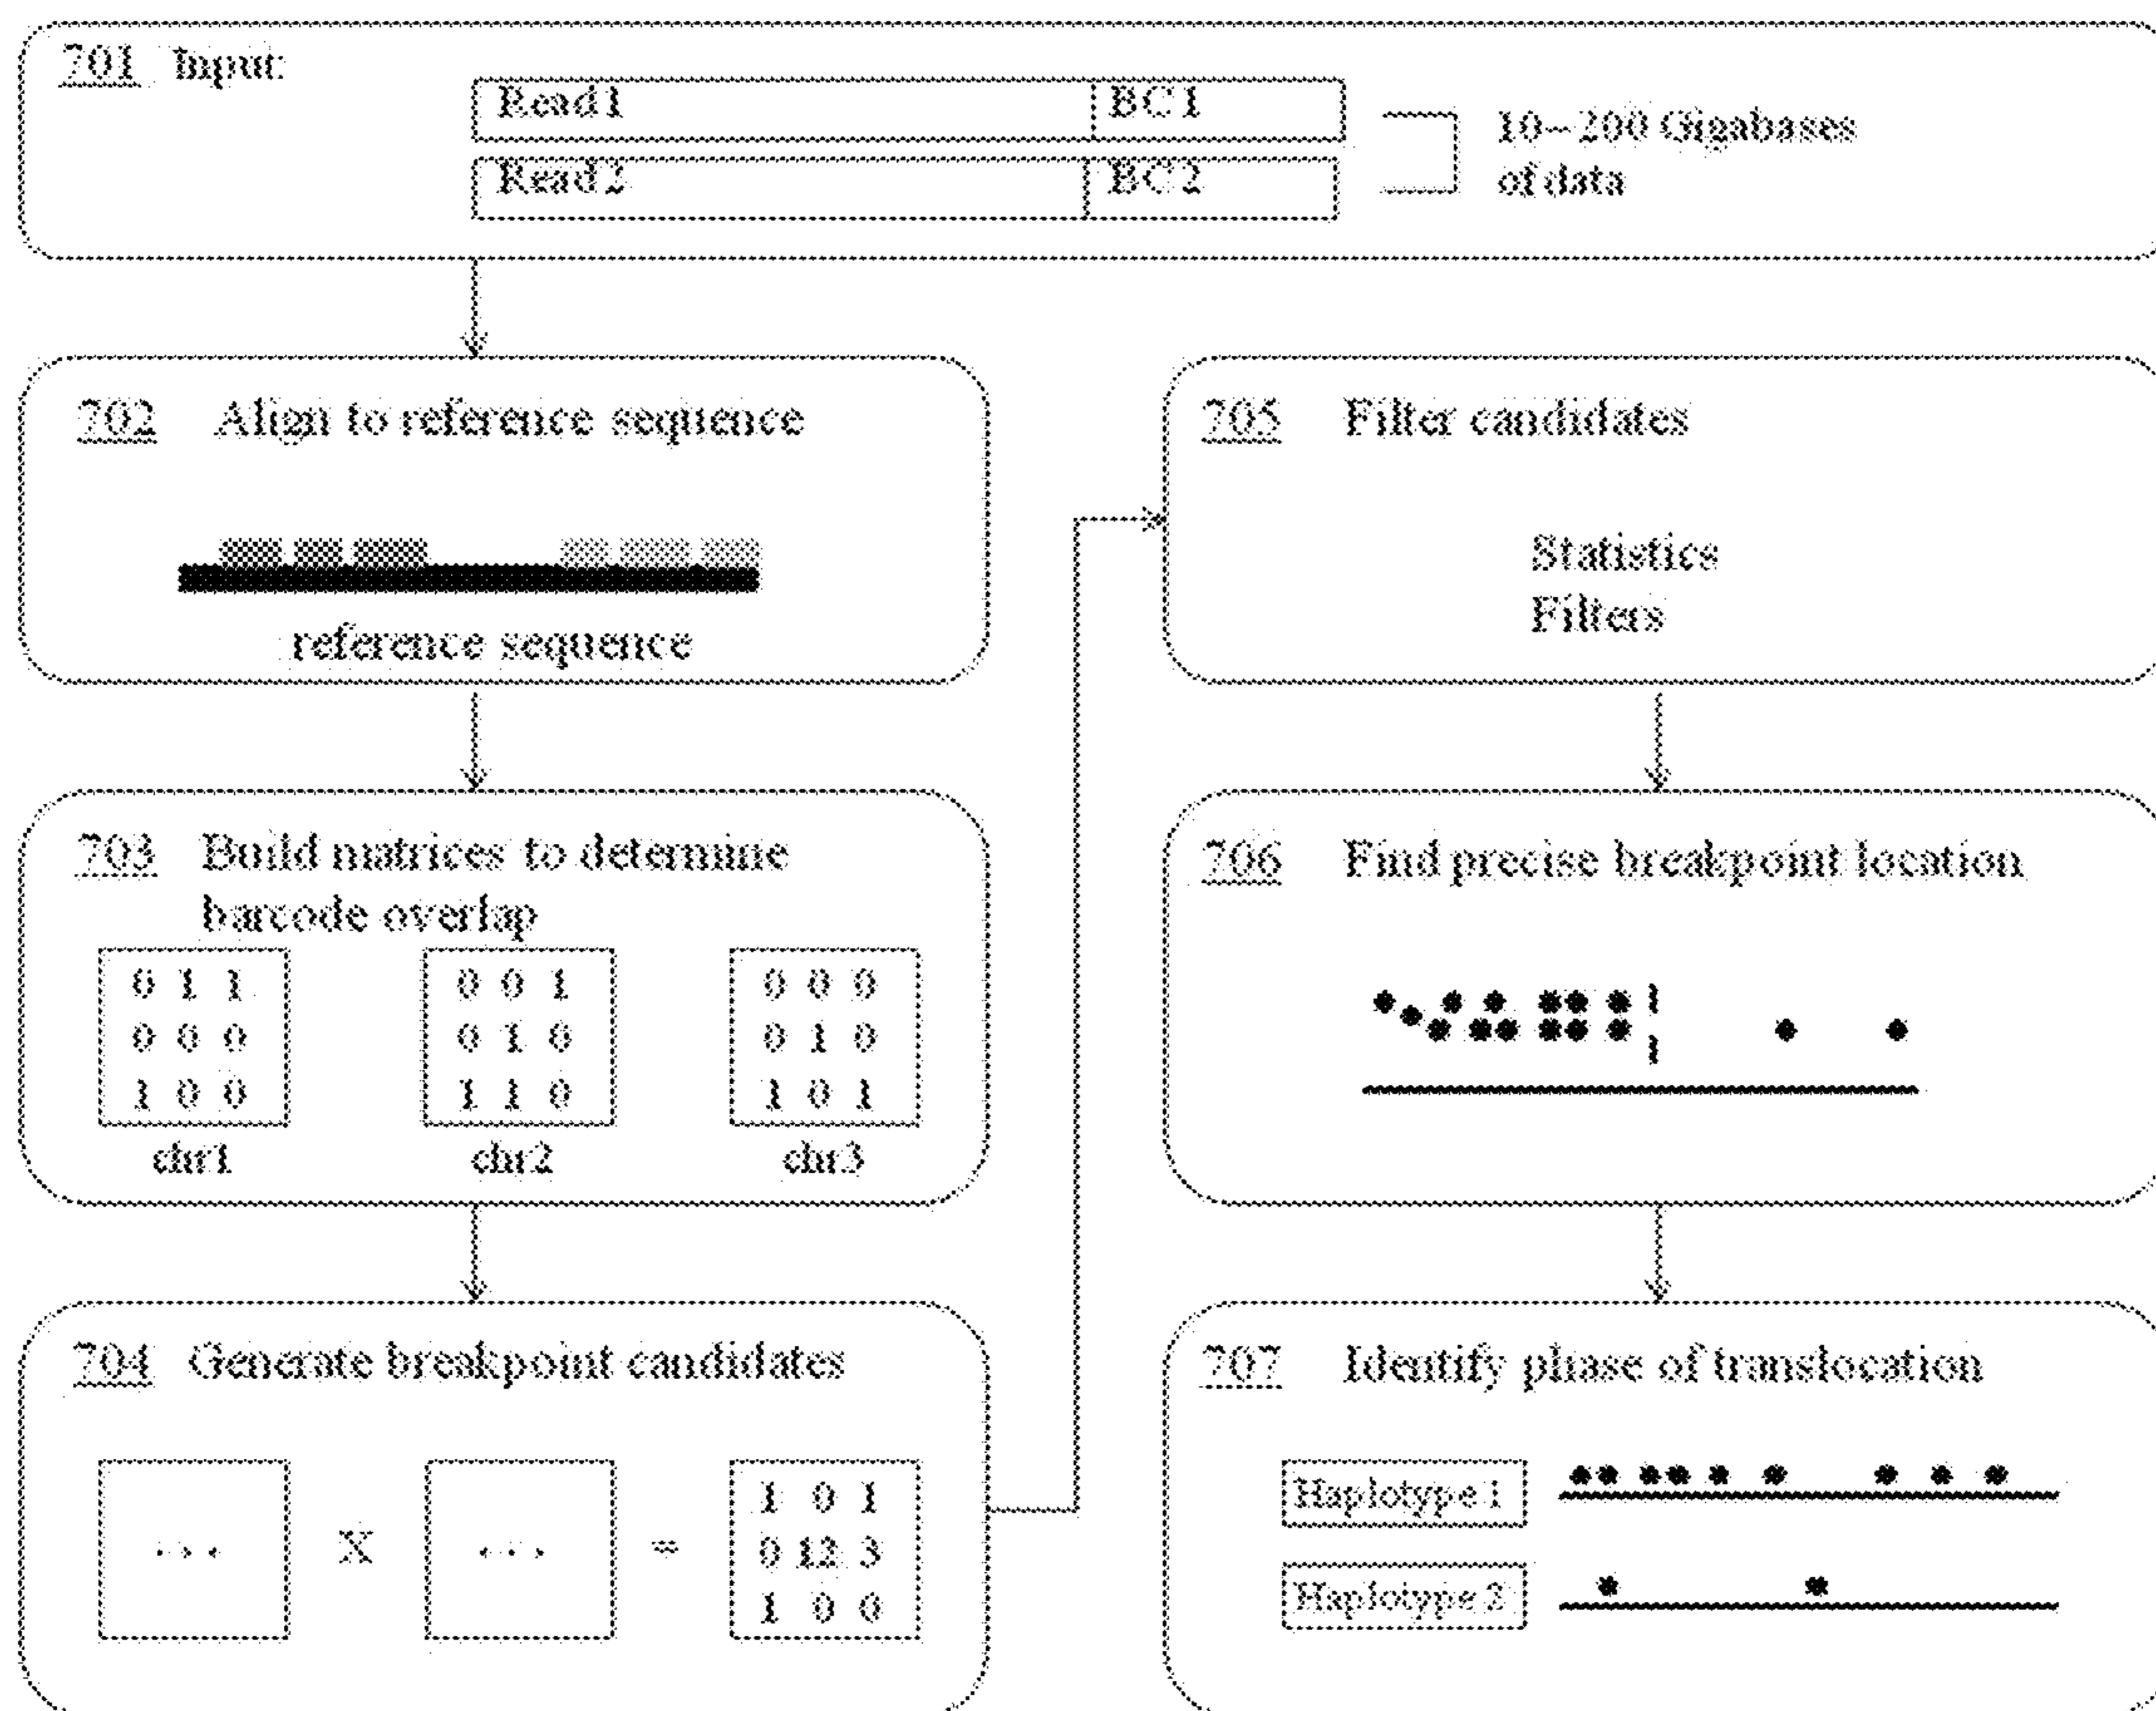 701 Input:
Read1 BC1
Read2 BC2
10~200 Gigabases
of data
702 Align to reference sequence
reference sequence
703 Build matrices to determine
barcode overlap
0 1 1
0 0 0
1 0 0
chr1
0 0 1
0 1 0
1 1 0
chr2
0 0 0
0 1 0
1 0 1
chr3
704 Generate breakpoint candidates
... X ... =
1 0 1
0 12 3
1 0 0
705 Filter candidates
Statistics
Filters
706 Find precise breakpoint location
707 Identify phase of translocation
Haplotype 1
Haplotype 2